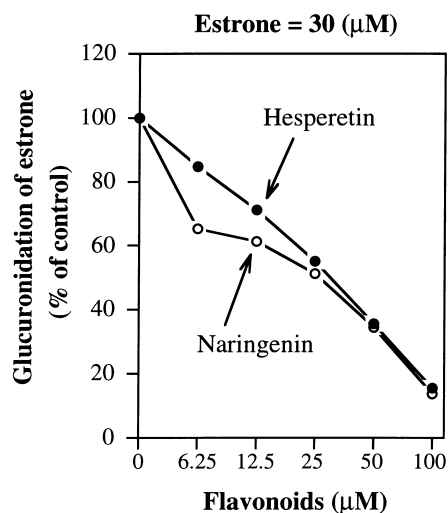 Estrone = 30 (μM)
Glucuronidation of estrone
(% of control)
120
100
80
60
40
20
0
Hesperetin
Naringenin
0 6.25 12.5 25 50 100
Flavonoids (μM)